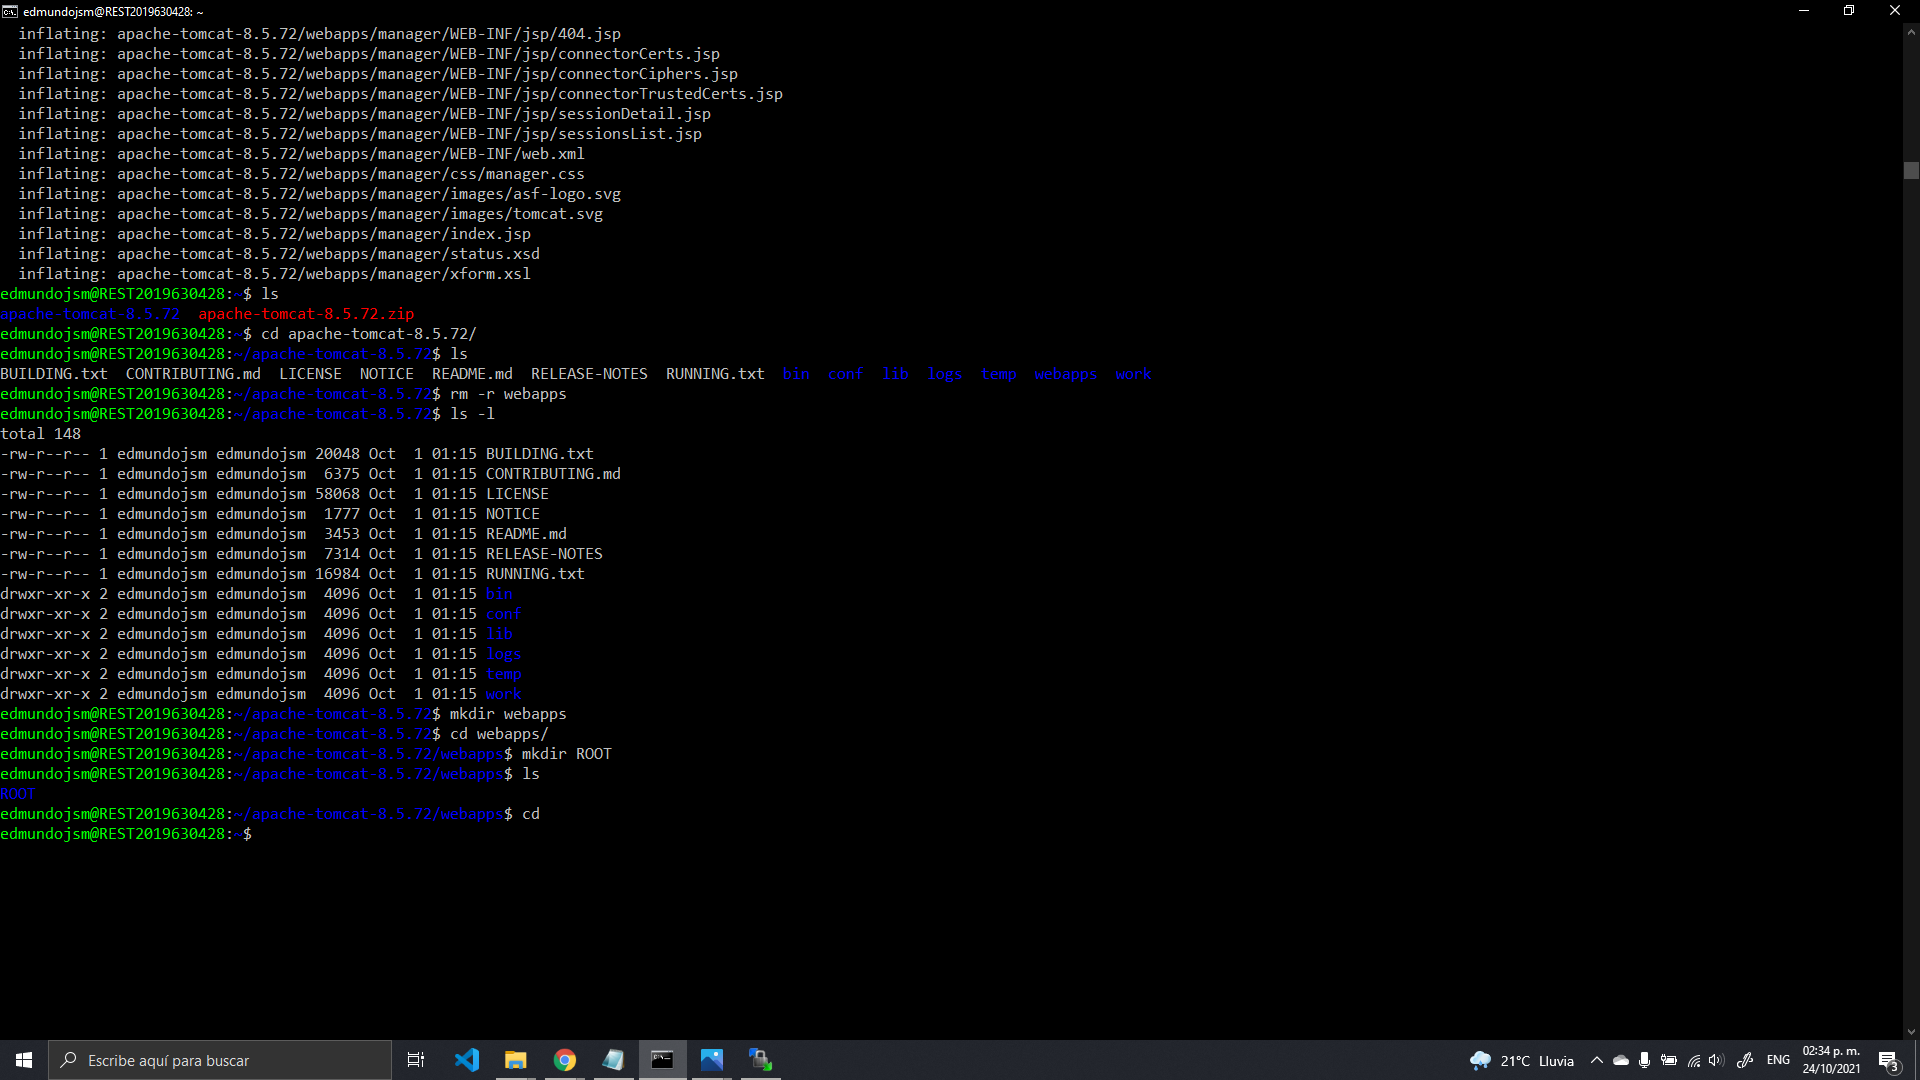 edmundojsm@REST2019630428: ~
inflating: apache-tomcat-8.5.72/webapps/manager/WEB-INF/jsp/404.jsp
inflating: apache-tomcat-8.5.72/webapps/manager/WEB-INF/jsp/connectorCerts.jsp
inflating: apache-tomcat-8.5.72/webapps/manager/WEB-INF/jsp/connectorCiphers.jsp
inflating: apache-tomcat-8.5.72/webapps/manager/WEB-INF/jsp/connectorTrustedCerts.jsp
inflating: apache-tomcat-8.5.72/webapps/manager/WEB-INF/jsp/sessionDetail.jsp
inflating: apache-tomcat-8.5.72/webapps/manager/WEB-INF/jsp/sessionsList.jsp
inflating: apache-tomcat-8.5.72/webapps/manager/WEB-INF/web.xml
inflating: apache-tomcat-8.5.72/webapps/manager/css/manager.css
inflating: apache-tomcat-8.5.72/webapps/manager/images/asf-logo.svg
inflating: apache-tomcat-8.5.72/webapps/manager/images/tomcat.svg
inflating: apache-tomcat-8.5.72/webapps/manager/index.jsp
inflating: apache-tomcat-8.5.72/webapps/manager/status.xsd
inflating: apache-tomcat-8.5.72/webapps/manager/xform.xsl
edmundojsm@REST2019630428:~$ ls
apache-tomcat-8.5.72  apache-tomcat-8.5.72.zip
edmundojsm@REST2019630428:~$ cd apache-tomcat-8.5.72/
edmundojsm@REST2019630428:~/apache-tomcat-8.5.72$ ls
BUILDING.txt  CONTRIBUTING.md  LICENSE  NOTICE  README.md  RELEASE-NOTES  RUNNING.txt  bin  conf  lib  logs  temp  webapps  work
edmundojsm@REST2019630428:~/apache-tomcat-8.5.72$ rm -r webapps
edmundojsm@REST2019630428:~/apache-tomcat-8.5.72$ ls -l
total 148
-rw-r--r-- 1 edmundojsm edmundojsm 20048 Oct  1 01:15 BUILDING.txt
-rw-r--r-- 1 edmundojsm edmundojsm  6375 Oct  1 01:15 CONTRIBUTING.md
-rw-r--r-- 1 edmundojsm edmundojsm 58068 Oct  1 01:15 LICENSE
-rw-r--r-- 1 edmundojsm edmundojsm  1777 Oct  1 01:15 NOTICE
-rw-r--r-- 1 edmundojsm edmundojsm  3453 Oct  1 01:15 README.md
-rw-r--r-- 1 edmundojsm edmundojsm  7314 Oct  1 01:15 RELEASE-NOTES
-rw-r--r-- 1 edmundojsm edmundojsm 16984 Oct  1 01:15 RUNNING.txt
drwxr-xr-x 2 edmundojsm edmundojsm  4096 Oct  1 01:15 bin
drwxr-xr-x 2 edmundojsm edmundojsm  4096 Oct  1 01:15 conf
drwxr-xr-x 2 edmundojsm edmundojsm  4096 Oct  1 01:15 lib
drwxr-xr-x 2 edmundojsm edmundojsm  4096 Oct  1 01:15 logs
drwxr-xr-x 2 edmundojsm edmundojsm  4096 Oct  1 01:15 temp
drwxr-xr-x 2 edmundojsm edmundojsm  4096 Oct  1 01:15 work
edmundojsm@REST2019630428:~/apache-tomcat-8.5.72$ mkdir webapps
edmundojsm@REST2019630428:~/apache-tomcat-8.5.72$ cd webapps/
edmundojsm@REST2019630428:~/apache-tomcat-8.5.72/webapps$ mkdir ROOT
edmundojsm@REST2019630428:~/apache-tomcat-8.5.72/webapps$ ls
ROOT
edmundojsm@REST2019630428:~/apache-tomcat-8.5.72/webapps$ cd
edmundojsm@REST2019630428:~$
Escribe aquí para buscar
21°C Lluvia
ENG
02:34 p. m.
24/10/2021
3